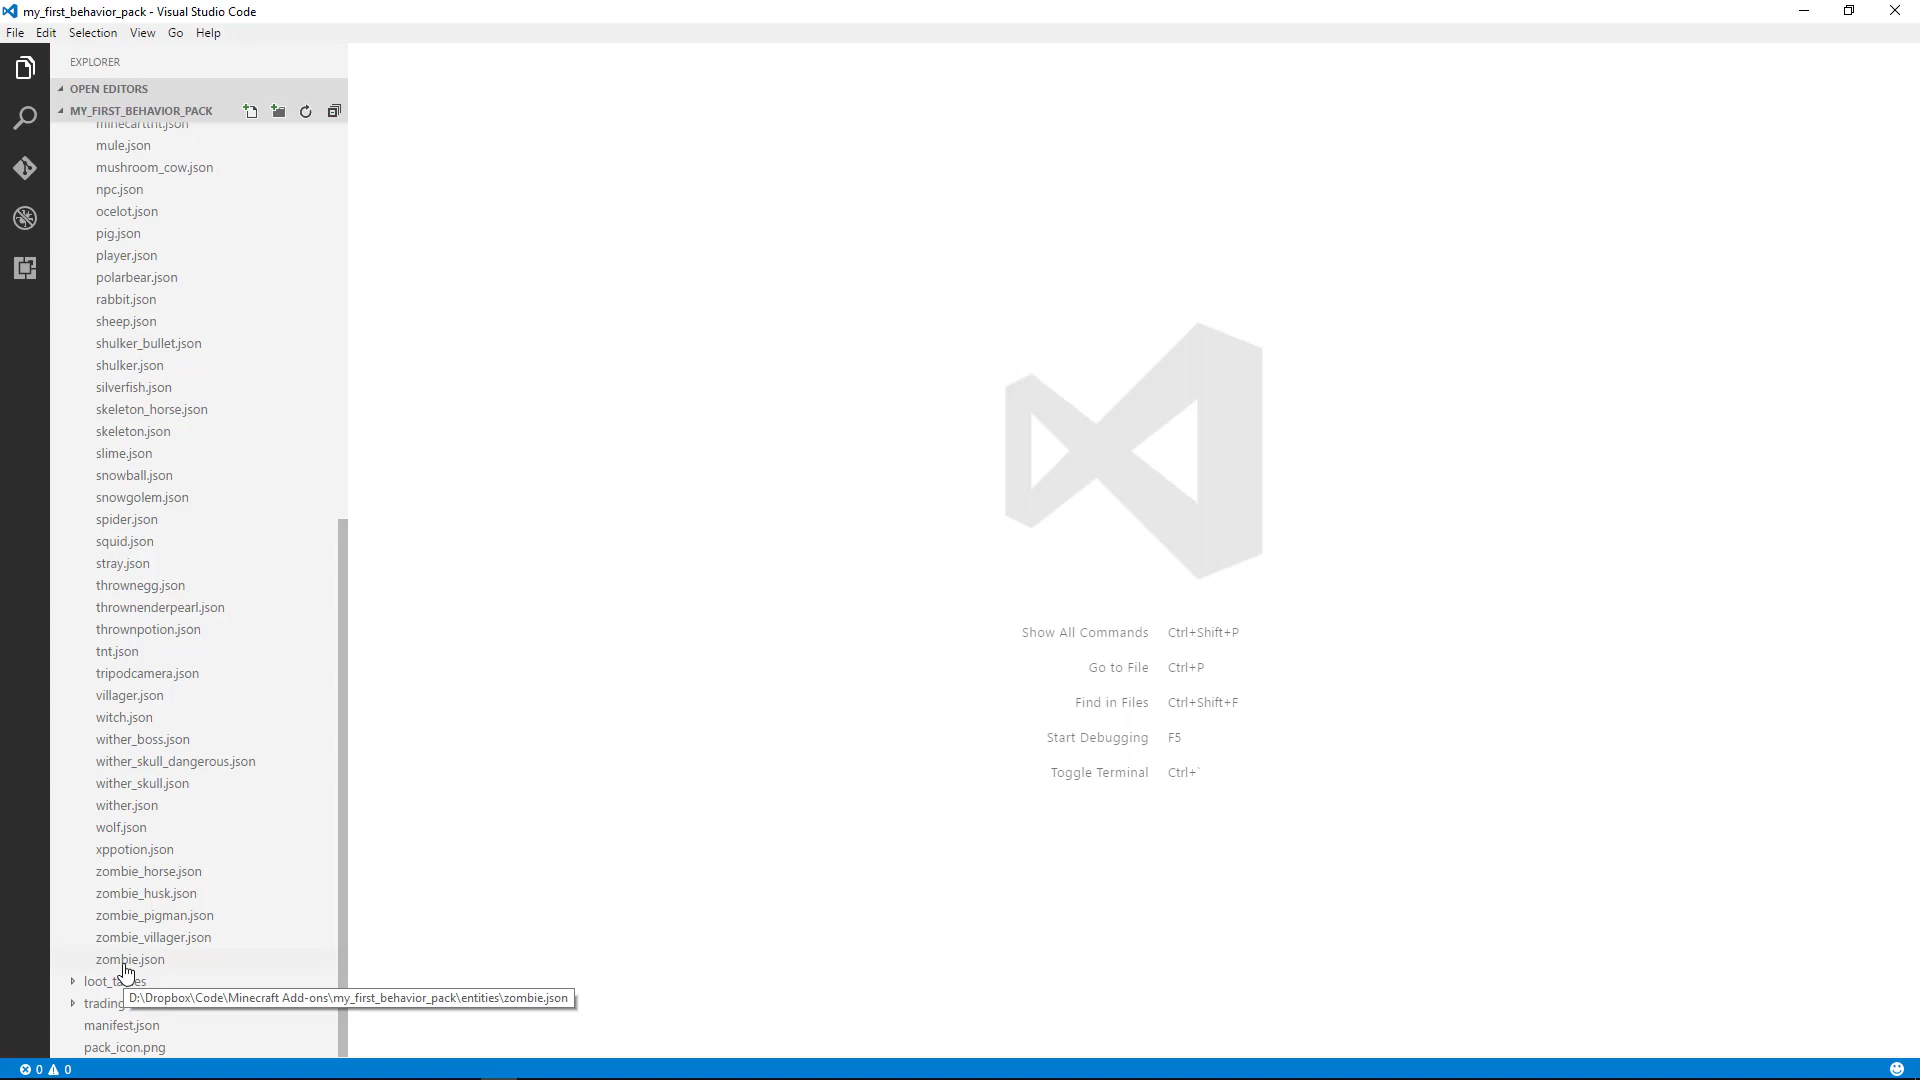 my_first_behavior_pack - Visual Studio Code
File Edit Selection View Go Help
EXPLORER
OPEN EDITORS
MY_FIRST_BEHAVIOR_PACK
minecarttnt.json
mule.json
mushroom_cow.json
npc.json
ocelot.json
pig.json
player.json
polarbear.json
rabbit.json
sheep.json
shulker_bullet.json
shulker.json
silverfish.json
skeleton_horse.json
skeleton.json
slime.json
snowball.json
snowgolem.json
spider.json
squid.json
stray.json
thrownegg.json
thrownenderpearl.json
thrownpotion.json
tnt.json
tripodcamera.json
villager.json
witch.json
wither_boss.json
wither_skull_dangerous.json
wither_skull.json
wither.json
wolf.json
xppotion.json
zombie_horse.json
zombie_husk.json
zombie_pigman.json
zombie_villager.json
zombie.json
loot_tables
trading
D:\Dropbox\Code\Minecraft Add-ons\my_first_behavior_pack\entities\zombie.json
manifest.json
pack_icon.png
Show All Commands Ctrl+Shift+P
Go to File Ctrl+P
Find in Files Ctrl+Shift+F
Start Debugging F5
Toggle Terminal Ctrl+`
0 0